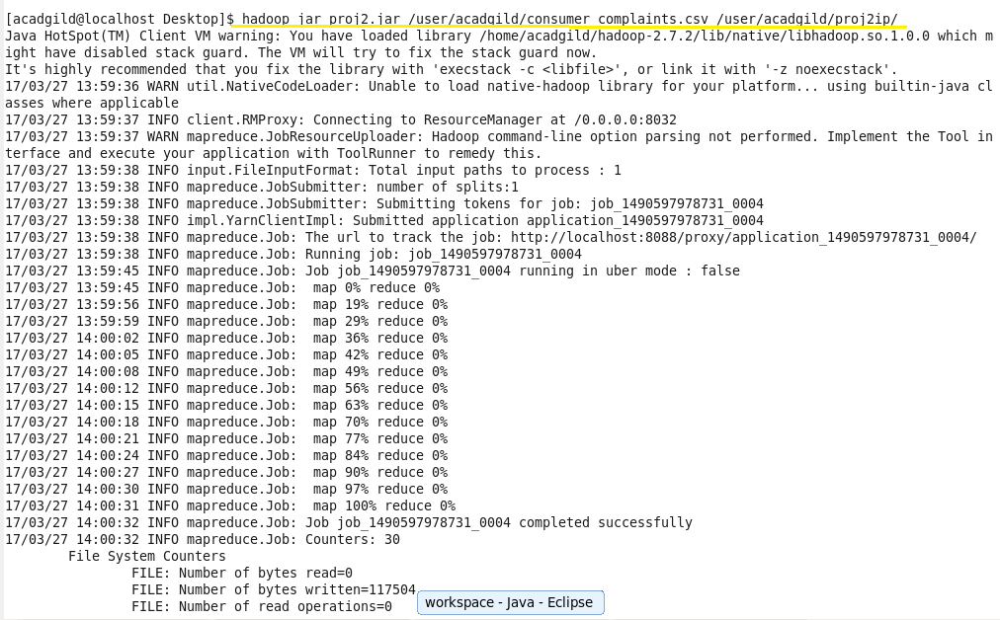 [acadgild@localhost Desktop]$ hadoop jar proj2.jar /user/acadgild/consumer_complaints.csv /user/acadgild/proj2ip/
Java HotSpot(TM) Client VM warning: You have loaded library /home/acadgild/hadoop-2.7.2/lib/native/libhadoop.so.1.0.0 which m
ight have disabled stack guard. The VM will try to fix the stack guard now.
It's highly recommended that you fix the library with 'execstack -c <libfile>', or link it with '-z noexecstack'.
17/03/27 13:59:36 WARN util.NativeCodeLoader: Unable to load native-hadoop library for your platform... using builtin-java cl
asses where applicable
17/03/27 13:59:37 INFO client.RMProxy: Connecting to ResourceManager at /0.0.0.0:8032
17/03/27 13:59:37 WARN mapreduce.JobResourceUploader: Hadoop command-line option parsing not performed. Implement the Tool in
terface and execute your application with ToolRunner to remedy this.
17/03/27 13:59:38 INFO input.FileInputFormat: Total input paths to process : 1
17/03/27 13:59:38 INFO mapreduce.JobSubmitter: number of splits:1
17/03/27 13:59:38 INFO mapreduce.JobSubmitter: Submitting tokens for job: job_1490597978731_0004
17/03/27 13:59:38 INFO impl.YarnClientImpl: Submitted application application_1490597978731_0004
17/03/27 13:59:38 INFO mapreduce.Job: The url to track the job: http://localhost:8088/proxy/application_1490597978731_0004/
17/03/27 13:59:38 INFO mapreduce.Job: Running job: job_1490597978731_0004
17/03/27 13:59:45 INFO mapreduce.Job: Job job_1490597978731_0004 running in uber mode : false
17/03/27 13:59:45 INFO mapreduce.Job:  map 0% reduce 0%
17/03/27 13:59:56 INFO mapreduce.Job:  map 19% reduce 0%
17/03/27 13:59:59 INFO mapreduce.Job:  map 29% reduce 0%
17/03/27 14:00:02 INFO mapreduce.Job:  map 36% reduce 0%
17/03/27 14:00:05 INFO mapreduce.Job:  map 42% reduce 0%
17/03/27 14:00:08 INFO mapreduce.Job:  map 49% reduce 0%
17/03/27 14:00:12 INFO mapreduce.Job:  map 56% reduce 0%
17/03/27 14:00:15 INFO mapreduce.Job:  map 63% reduce 0%
17/03/27 14:00:18 INFO mapreduce.Job:  map 70% reduce 0%
17/03/27 14:00:21 INFO mapreduce.Job:  map 77% reduce 0%
17/03/27 14:00:24 INFO mapreduce.Job:  map 84% reduce 0%
17/03/27 14:00:27 INFO mapreduce.Job:  map 90% reduce 0%
17/03/27 14:00:30 INFO mapreduce.Job:  map 97% reduce 0%
17/03/27 14:00:31 INFO mapreduce.Job:  map 100% reduce 0%
17/03/27 14:00:32 INFO mapreduce.Job: Job job_1490597978731_0004 completed successfully
17/03/27 14:00:32 INFO mapreduce.Job: Counters: 30
File System Counters
FILE: Number of bytes read=0
FILE: Number of bytes written=117504
FILE: Number of read operations=0
workspace - Java - Eclipse